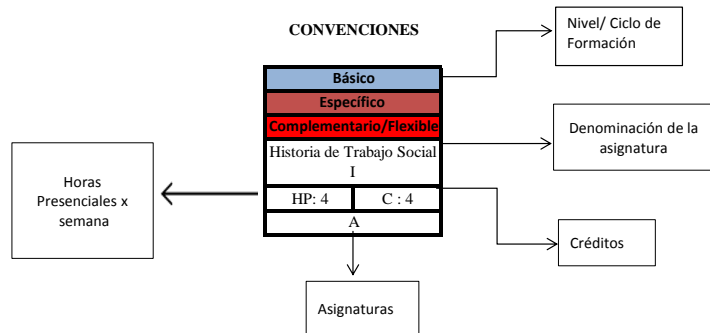 CONVENCIONES
Nivel/ Ciclo de
Formación
Básico
Específico
Complementario/Flexible
Historia de Trabajo Social
I
HP: 4
C : 4
A
Denominación de la
asignatura
Horas
Presenciales x
semana
Créditos
Asignaturas